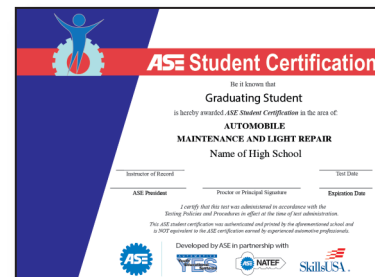 ASE Student Certification
Be it known that
Graduating Student
is hereby awarded ASE Student Certification in the area of:
AUTOMOBILE
MAINTENANCE AND LIGHT REPAIR
Name of High School
Instructor of Record
Test Date
ASE President
Proctor or Principal Signature
Expiration Date
I certify that this test was administered in accordance with the
Testing Policies and Procedures in effect at the time of test administration.
This ASE student certification was authenticated and proctored by the aforementioned school and
is NOT equivalent to the ASE certification earned by experienced automotive professionals.
Developed by ASE in partnership with
ASE
YES
NATEF
SkillsUSA